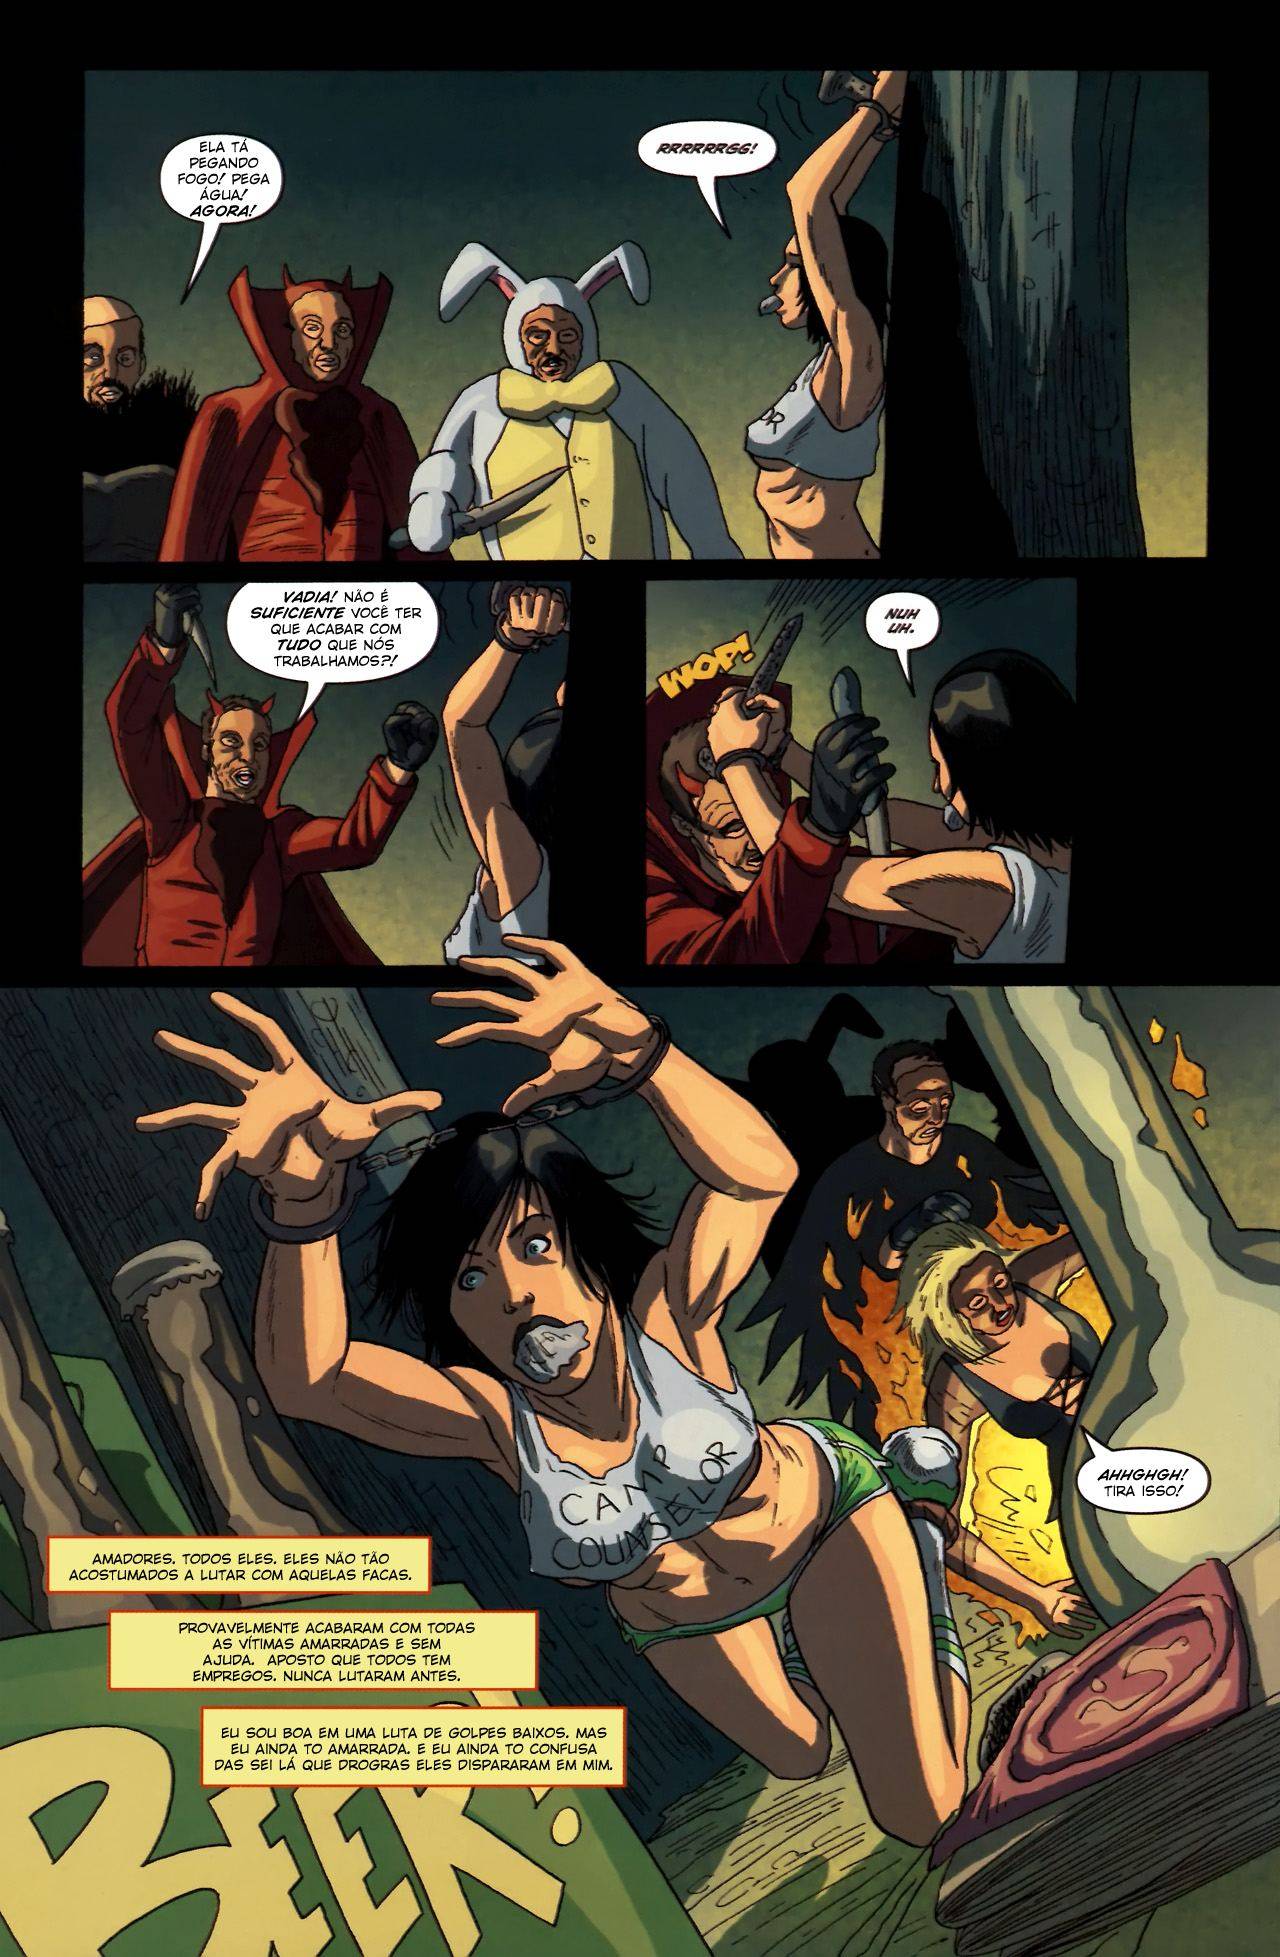 ELA TÁ
PEGANDO
FOGO! PEGA
ÁGUA!
AGORA!
RRRRRRGG!
P
OR
VADIA! NÃO É
SUFICIENTE VOCÊ TER
QUE ACABAR COM
TUDO QUE NÓS
TRABALHAMOS?!
WOP!
NUH
UH.
CAMP
COUNSELOR
AHHGHGH!
TIRA ISSO!
AMADORES. TODOS ELES. ELES NÃO TÃO
ACOSTUMADOS A LUTAR COM AQUELAS FACAS.
PROVAVELMENTE ACABARAM COM TODAS
AS VÍTIMAS AMARRADAS E SEM
AJUDA. APOSTO QUE TODOS TEM
EMPREGOS. NUNCA LUTARAM ANTES.
EU SOU BOA EM UMA LUTA DE GOLPES BAIXOS. MAS
EU AINDA TO AMARRADA. E EU AINDA TO CONFUSA
DAS SEI LÁ QUE DROGRAS ELES DISPARARAM EM MIM.
BEER!